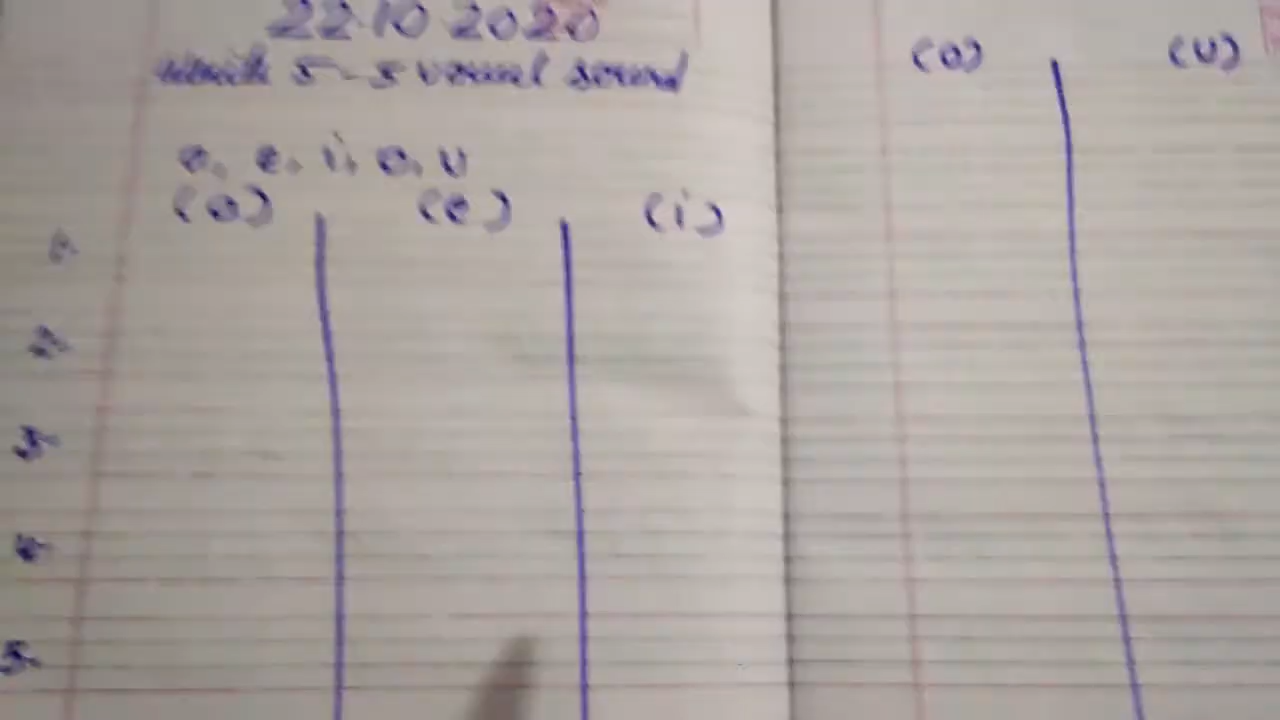 22.10.2020
write 5-5 vowel sound
a, e, i, o, u
(a) (e) (i)
1-
2-
3-
4-
5-
(o) (u)